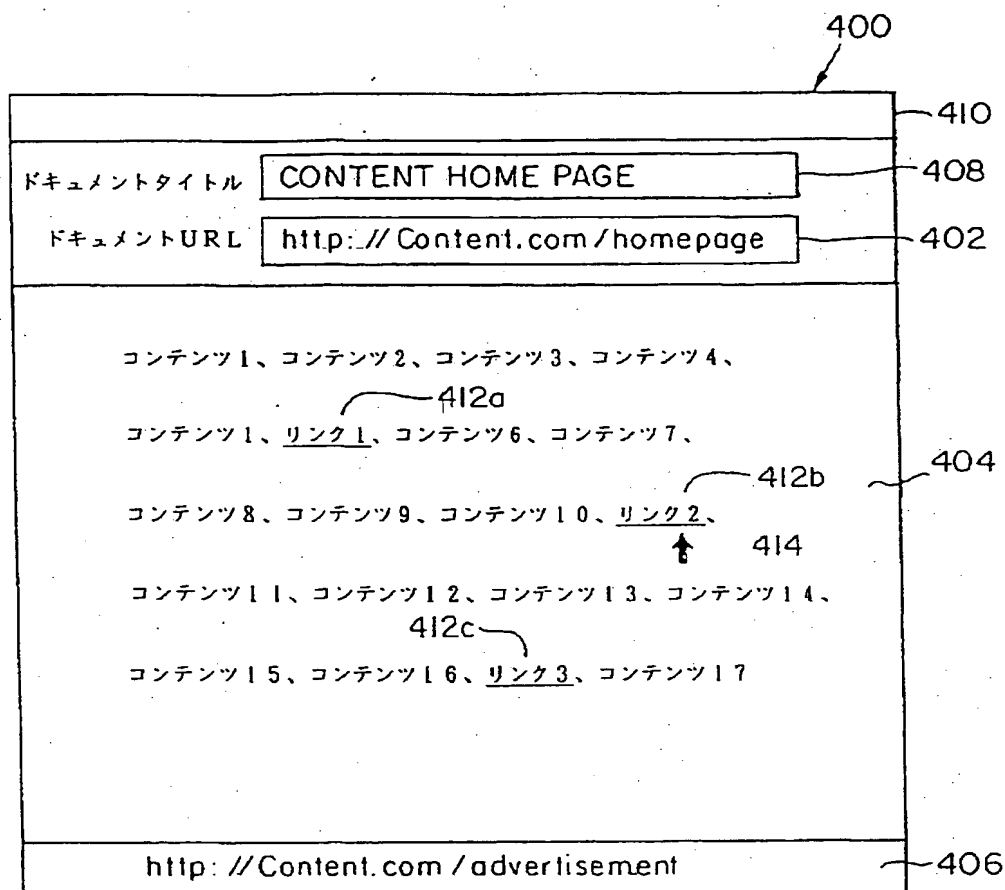 400
410
ドキュメントタイトル CONTENT HOME PAGE 408
ドキュメントURL http://Content.com/homepage 402
コンテンツ1、コンテンツ2、コンテンツ3、コンテンツ4、
412a
コンテンツ1、リンク1、コンテンツ6、コンテンツ7、
404
412b
コンテンツ8、コンテンツ9、コンテンツ10、リンク2、
414
コンテンツ11、コンテンツ12、コンテンツ13、コンテンツ14、
412c
コンテンツ15、コンテンツ16、リンク3、コンテンツ17
http://Content.com/advertisement 406